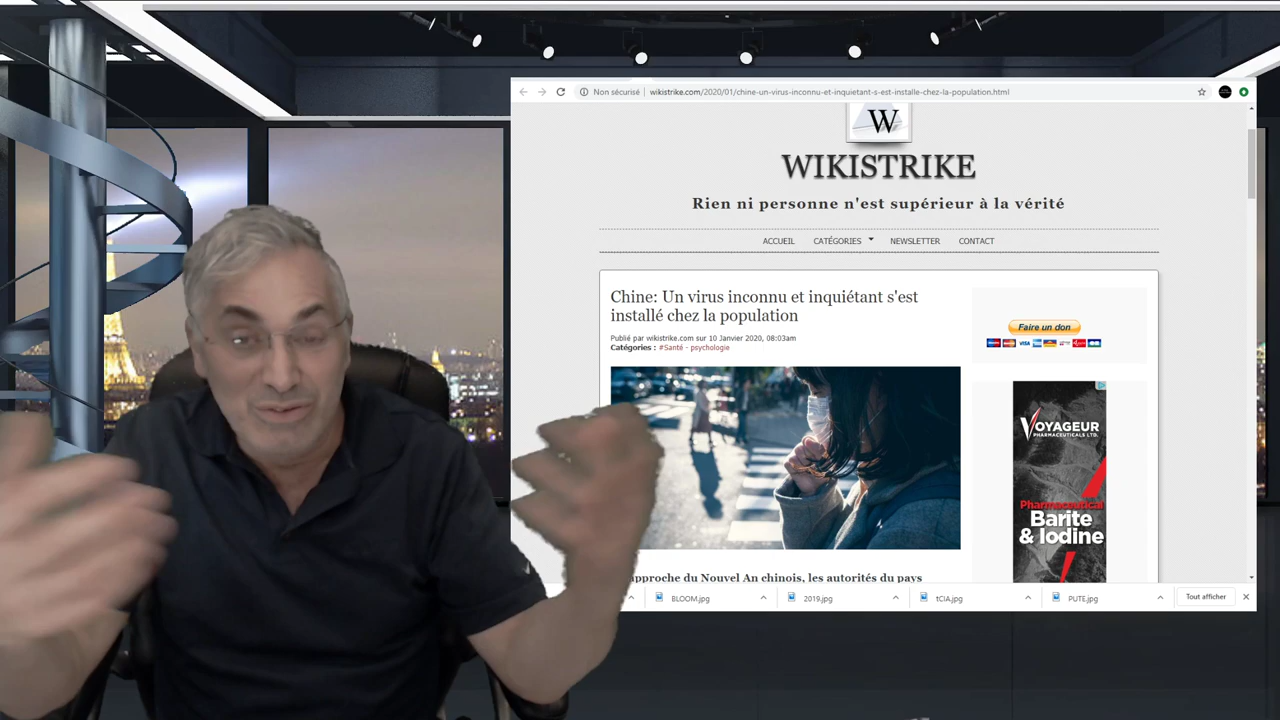 Non sécurisé
wikistrike.com/2020/01/chine-un-virus-inconnu-et-inquietant-s-est-installe-chez-la-population.html
W
WIKISTRIKE
Rien ni personne n'est supérieur à la vérité
ACCUEIL CATÉGORIES NEWSLETTER CONTACT
Chine: Un virus inconnu et inquiétant s'est
installé chez la population
Publié par wikistrike.com sur 10 Janvier 2020, 08:03am
Catégories : #Santé - psychologie
Faire un don
VISA
VOYAGEUR
PHARMACEUTICALS LTD.
Pharmaceutical
Barite
& Iodine
approche du Nouvel An chinois, les autorités du pays
BLOOM.jpg
2019.jpg
tCIA.jpg
PUTE.jpg
Tout afficher